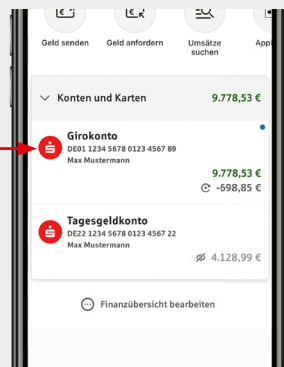 Geld senden
Geld anfordern
Umsätze
suchen
App
Konten und Karten
9.778,53 €
Girokonto
DE01 1234 5678 0123 4567 89
Max Mustermann
9.778,53 €
-698,85 €
Tagesgeldkonto
DE22 1234 5678 0123 4567 22
Max Mustermann
4.128,99 €
Finanzübersicht bearbeiten